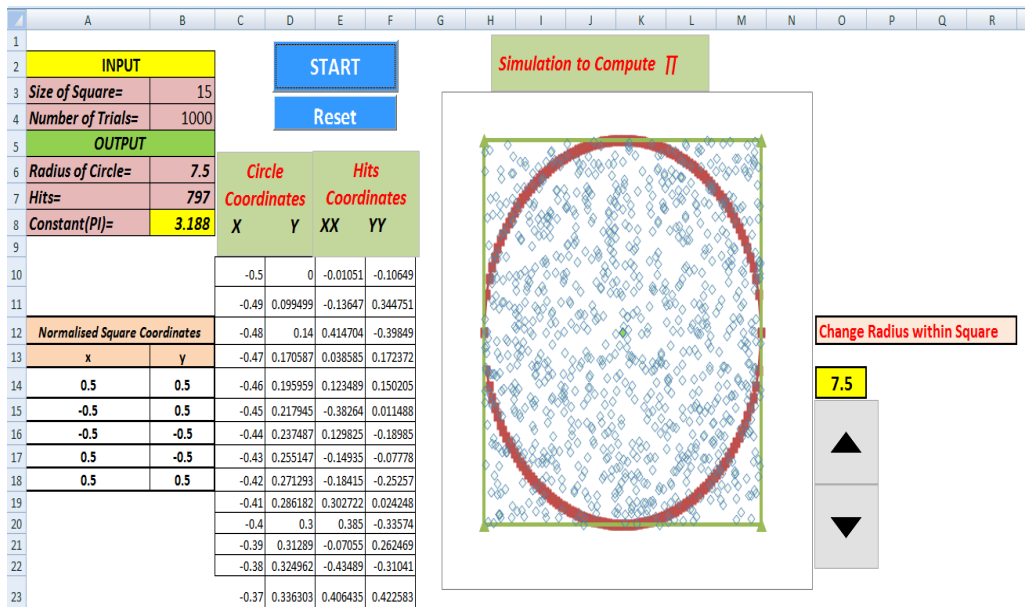 A B C D E F G H I J K L M N O P Q R
1
2 INPUT START Simulation to Compute ∏
3 Size of Square= 15
4 Number of Trials= 1000 Reset
5 OUTPUT
6 Radius of Circle= 7.5 Circle Hits
7 Hits= 797 Coordinates Coordinates
8 Constant(PI)= 3.188 X Y XX YY
9
10 -0.5 0 -0.01051 -0.10649
11 -0.49 0.099499 -0.13647 0.344751
12 Normalised Square Coordinates -0.48 0.14 0.414704 -0.39849 Change Radius within Square
13 x y -0.47 0.170587 0.038585 0.172372
14 0.5 0.5 -0.46 0.195959 0.123489 0.150205 7.5
15 -0.5 0.5 -0.45 0.217945 -0.38264 0.011488
16 -0.5 -0.5 -0.44 0.237487 0.129825 -0.18985
17 0.5 -0.5 -0.43 0.255147 -0.14935 -0.07778
18 0.5 0.5 -0.42 0.271293 -0.18415 -0.25257
19 -0.41 0.286182 0.302722 0.024248
20 -0.4 0.3 0.385 -0.33574
21 -0.39 0.31289 -0.07055 0.262469
22 -0.38 0.324962 -0.43489 -0.31041
23 -0.37 0.336303 0.406435 0.422583